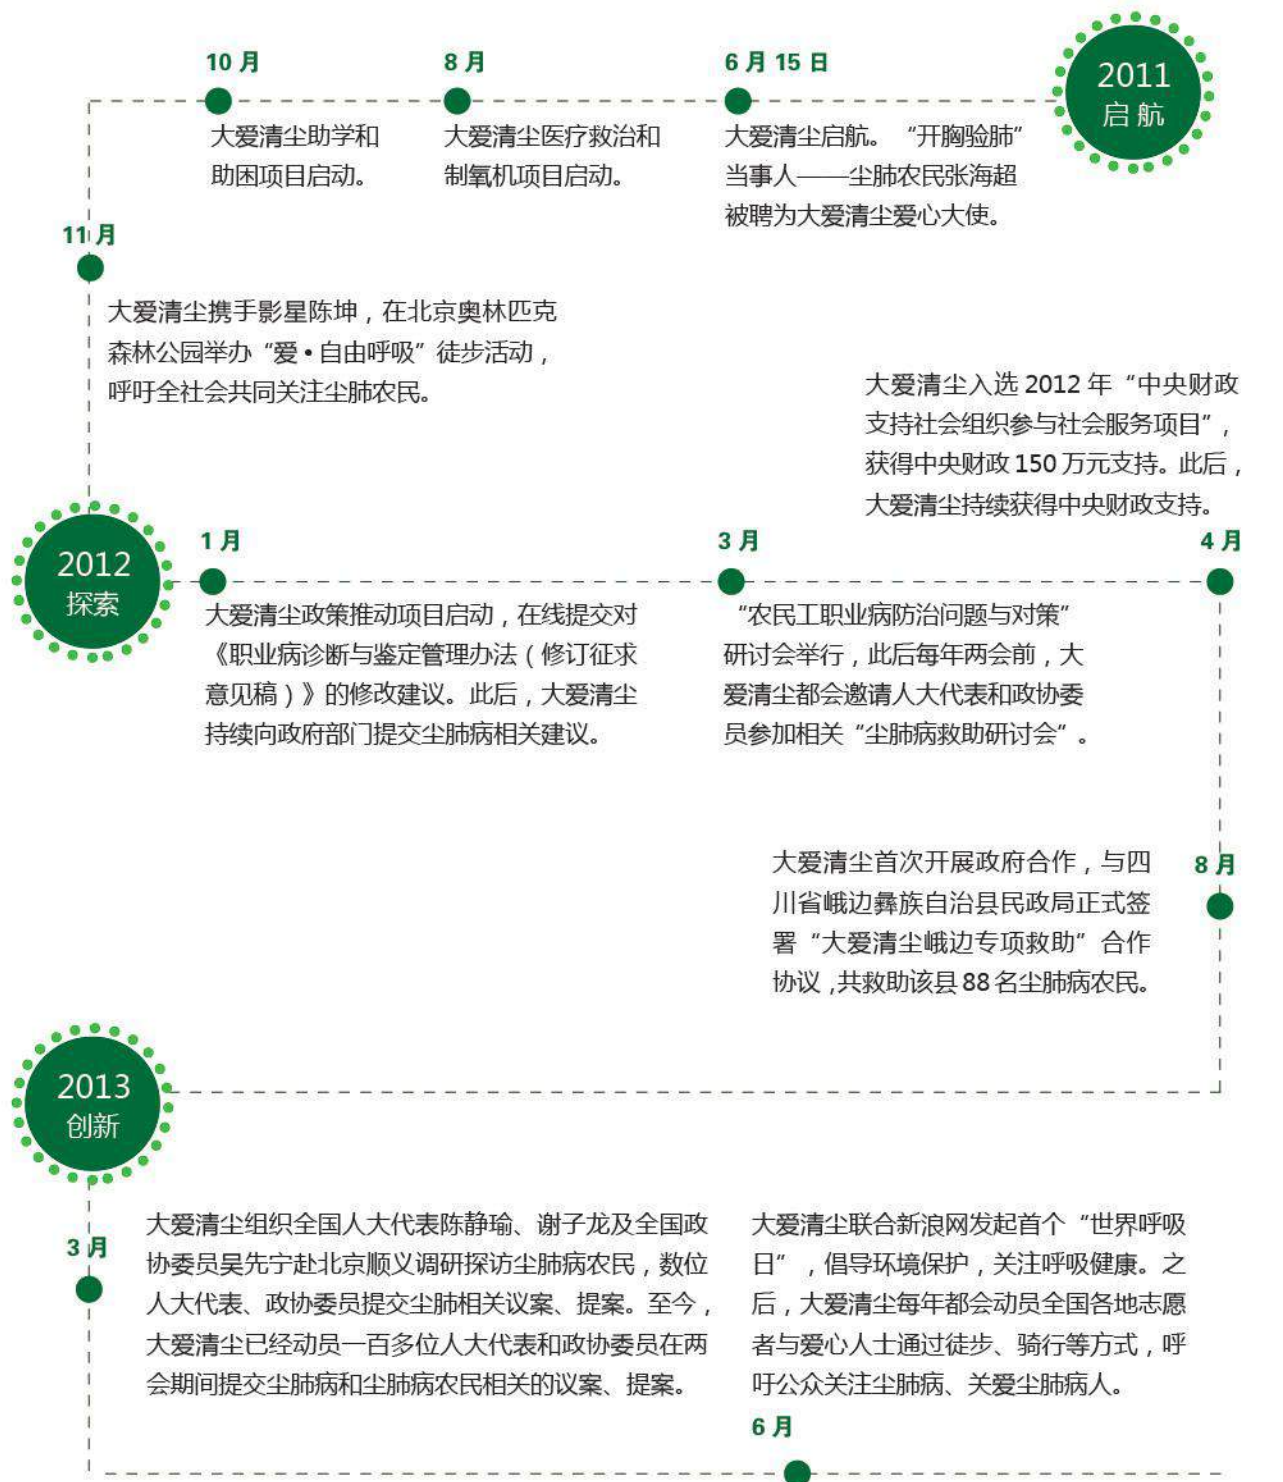 2011
启航
6 月 15 日
大爱清尘启航。“开胸验肺”
当事人——尘肺农民张海超
被聘为大爱清尘爱心大使。
8 月
大爱清尘医疗救治和
制氧机项目启动。
10 月
大爱清尘助学和
助困项目启动。
11 月
大爱清尘携手影星陈坤，在北京奥林匹克
森林公园举办“爱•自由呼吸”徒步活动，
呼吁全社会共同关注尘肺农民。
2012
探索
1 月
大爱清尘政策推动项目启动，在线提交对
《职业病诊断与鉴定管理办法（修订征求
意见稿）》的修改建议。此后，大爱清尘
持续向政府部门提交尘肺病相关建议。
3 月
“农民工职业病防治问题与对策”
研讨会举行，此后每年两会前，大
爱清尘都会邀请人大代表和政协委
员参加相关“尘肺病救助研讨会“。
大爱清尘入选 2012 年“中央财政
支持社会组织参与社会服务项目”，
获得中央财政 150 万元支持。此后，
大爱清尘持续获得中央财政支持。
4 月
大爱清尘首次开展政府合作，与四
川省峨边彝族自治县民政局正式签
署“大爱清尘峨边专项救助”合作
协议，共救助该县 88 名尘肺病农民。
8 月
2013
创新
3 月
大爱清尘组织全国人大代表陈静瑜、谢子龙及全国政
协委员吴先宁赴北京顺义调研探访尘肺病农民，数位
人大代表、政协委员提交尘肺相关议案、提案。至今，
大爱清尘已经动员一百多位人大代表和政协委员在两
会期间提交尘肺病和尘肺病农民相关的议案、提案。
大爱清尘联合新浪网发起首个“世界呼吸
日”，倡导环境保护，关注呼吸健康。之
后，大爱清尘每年都会动员全国各地志愿
者与爱心人士通过徒步、骑行等方式，呼
吁公众关注尘肺病、关爱尘肺病人。
6 月